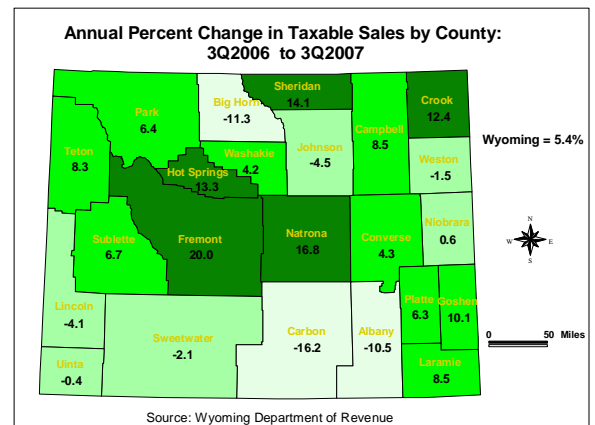 Annual Percent Change in Taxable Sales by County:
3Q2006 to 3Q2007
Sheridan
14.1
Crook
12.4
Big Horn
-11.3
Park
6.4
Campbell
8.5
Wyoming = 5.4%
Johnson
-4.5
Washakie
4.2
Teton
8.3
Weston
-1.5
Hot Springs
13.3
Niobrara
0.6
Sublette
6.7
Fremont
20.0
Natrona
16.8
Converse
4.3
N
W E
S
Platte
6.3
Goshen
10.1
Lincoln
-4.1
Sweetwater
-2.1
Carbon
-16.2
Albany
-10.5
0 50 Miles
Uinta
-0.4
Laramie
8.5
Source: Wyoming Department of Revenue